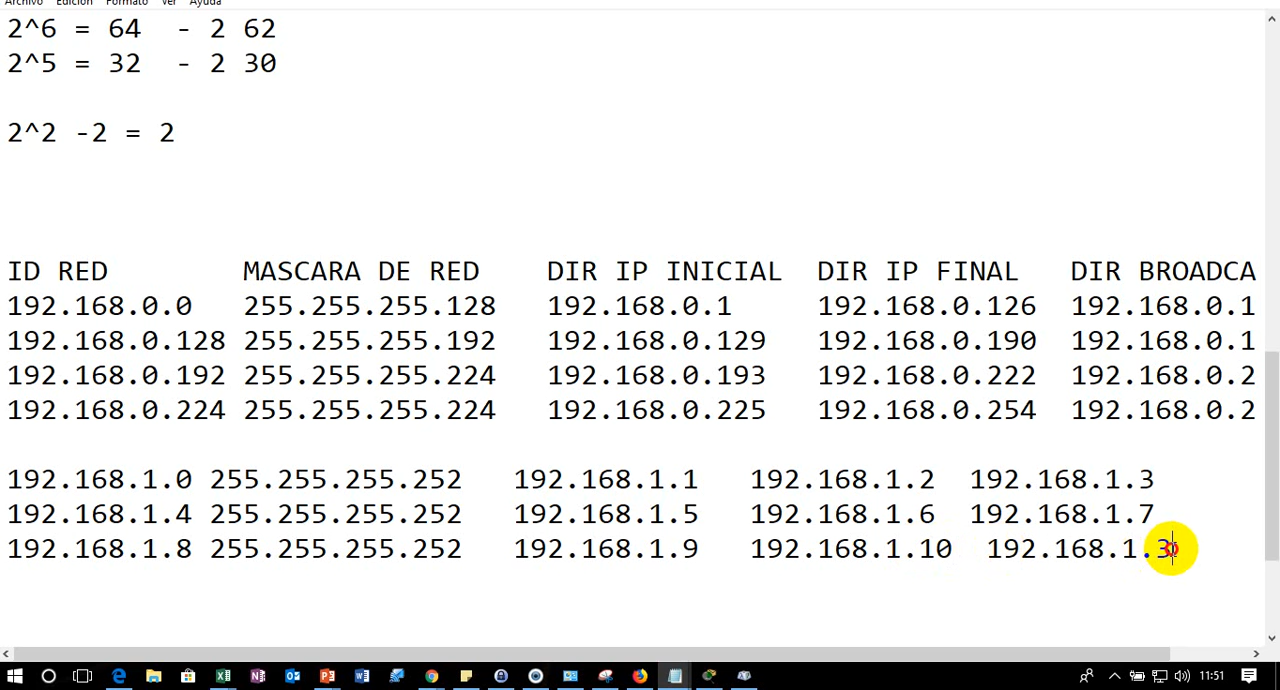 Archivo Edición Formato Ver Ayuda
2^6 = 64 - 2 62
2^5 = 32 - 2 30
2^2 -2 = 2
ID RED MASCARA DE RED DIR IP INICIAL DIR IP FINAL DIR BROADCA
192.168.0.0 255.255.255.128 192.168.0.1 192.168.0.126 192.168.0.1
192.168.0.128 255.255.255.192 192.168.0.129 192.168.0.190 192.168.0.1
192.168.0.192 255.255.255.224 192.168.0.193 192.168.0.222 192.168.0.2
192.168.0.224 255.255.255.224 192.168.0.225 192.168.0.254 192.168.0.2
192.168.1.0 255.255.255.252 192.168.1.1 192.168.1.2 192.168.1.3
192.168.1.4 255.255.255.252 192.168.1.5 192.168.1.6 192.168.1.7
192.168.1.8 255.255.255.252 192.168.1.9 192.168.1.10 192.168.1.3
11:51